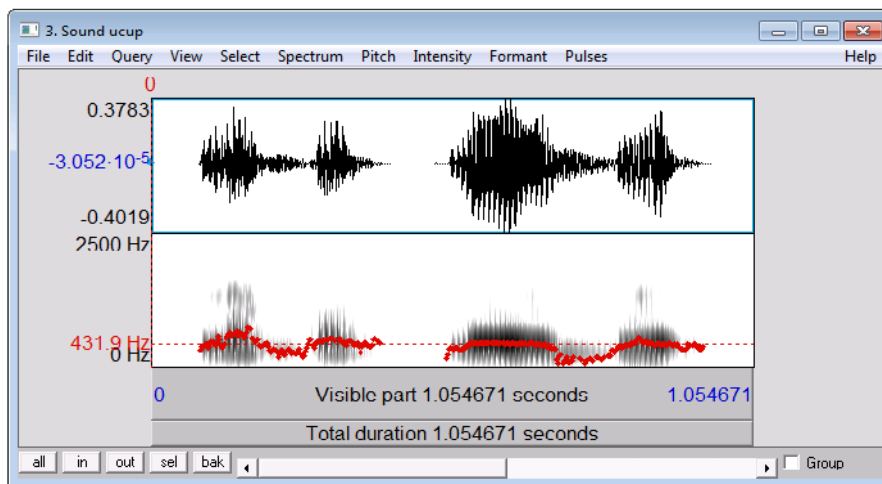 3. Sound ucup
File Edit Query View Select Spectrum Pitch Intensity Formant Pulses Help
0
0.3783
-3.052·10⁻⁵
-0.4019
2500 Hz
431.9 Hz
0 Hz
0 Visible part 1.054671 seconds 1.054671
Total duration 1.054671 seconds
all in out sel bak Group